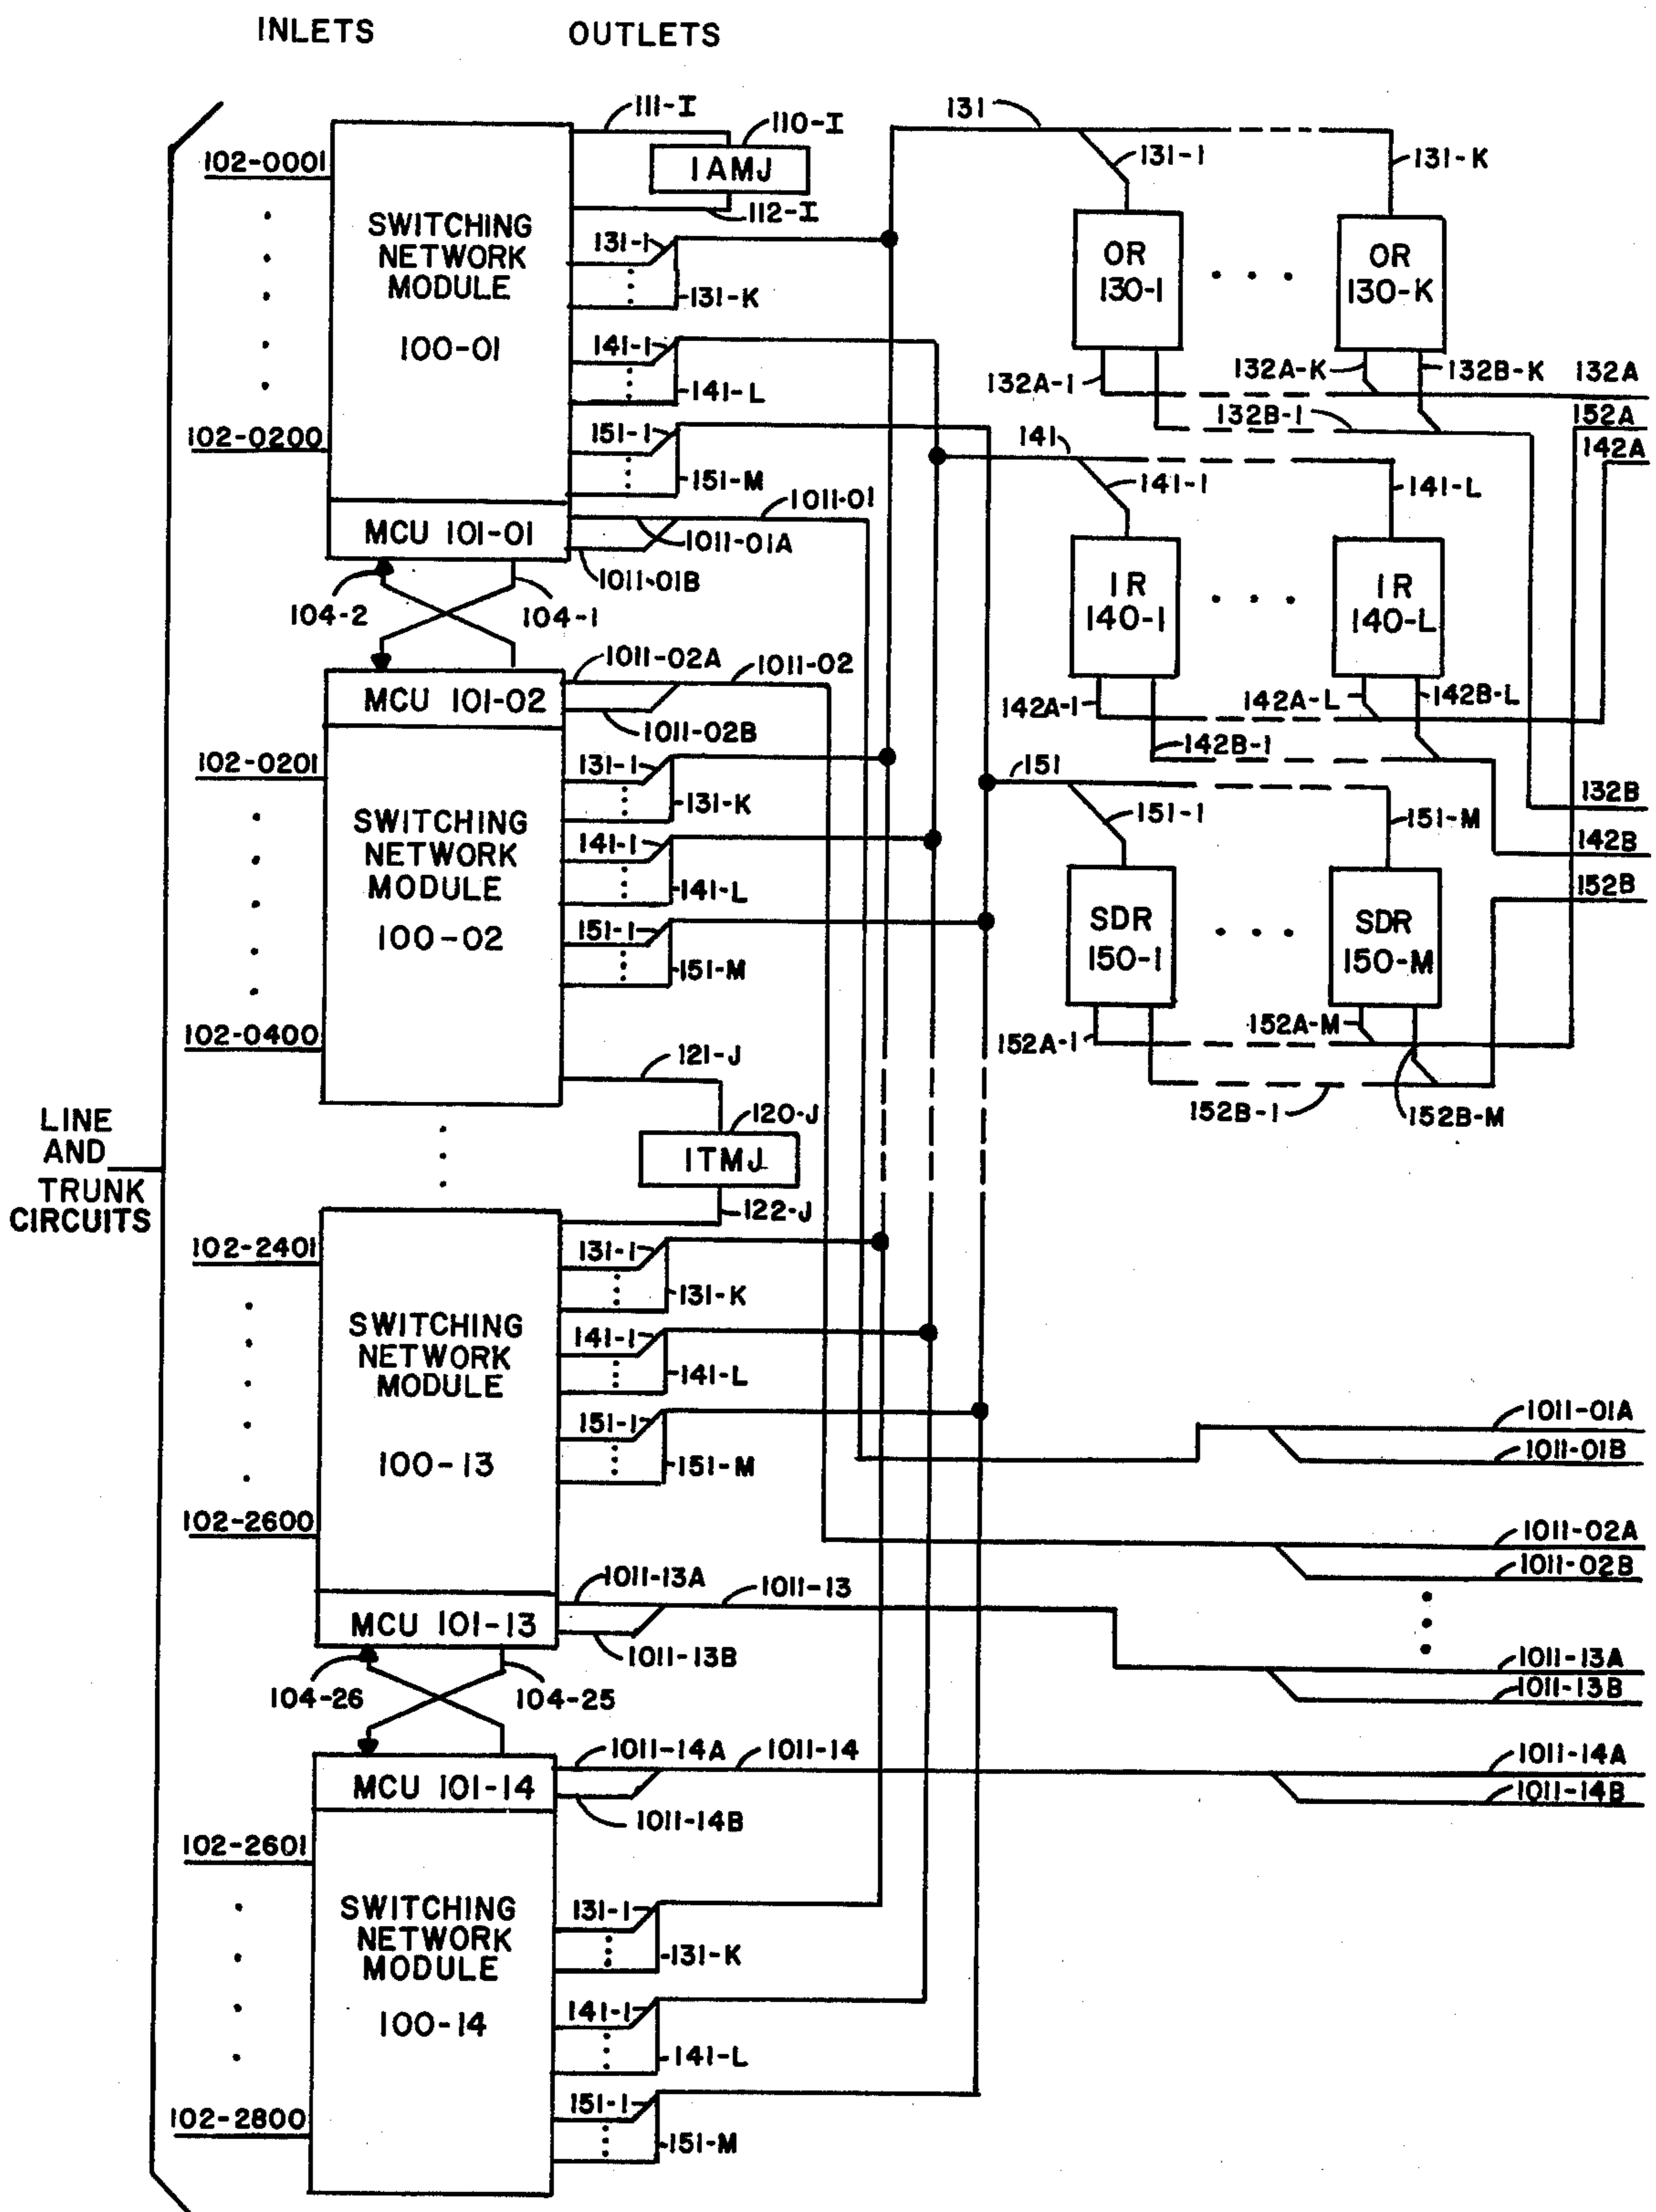 INLETS
OUTLETS
LINE
AND
TRUNK
CIRCUITS
102-0001
102-0200
SWITCHING
NETWORK
MODULE
100-01
MCU 101-01
111-I
110-I
IAMJ
112-I
131-1
131-K
141-1
141-L
151-1
151-M
1011-01
1011-01A
1011-01B
104-2
104-1
MCU 101-02
1011-02A
1011-02
1011-02B
102-0201
102-0400
SWITCHING
NETWORK
MODULE
100-02
131-1
131-K
141-1
141-L
151-1
151-M
121-J
120-J
ITMJ
122-J
102-2401
102-2600
SWITCHING
NETWORK
MODULE
100-13
131-1
131-K
141-1
141-L
151-1
151-M
MCU 101-13
1011-13A
1011-13
1011-13B
104-26
104-25
MCU 101-14
1011-14A
1011-14
1011-14B
102-2601
102-2800
SWITCHING
NETWORK
MODULE
100-14
131-1
131-K
141-1
141-L
151-1
151-M
131
131-1
131-K
OR
130-1
OR
130-K
132A-1
132A-K
132B-K
132B-1
132A
152A
142A
141
141-1
141-L
IR
140-1
IR
140-L
142A-1
142A-L
142B-L
142B-1
151
151-1
151-M
SDR
150-1
SDR
150-M
152A-1
152A-M
152B-1
152B-M
132B
142B
152B
1011-01A
1011-01B
1011-02A
1011-02B
1011-13A
1011-13B
1011-14A
1011-14B